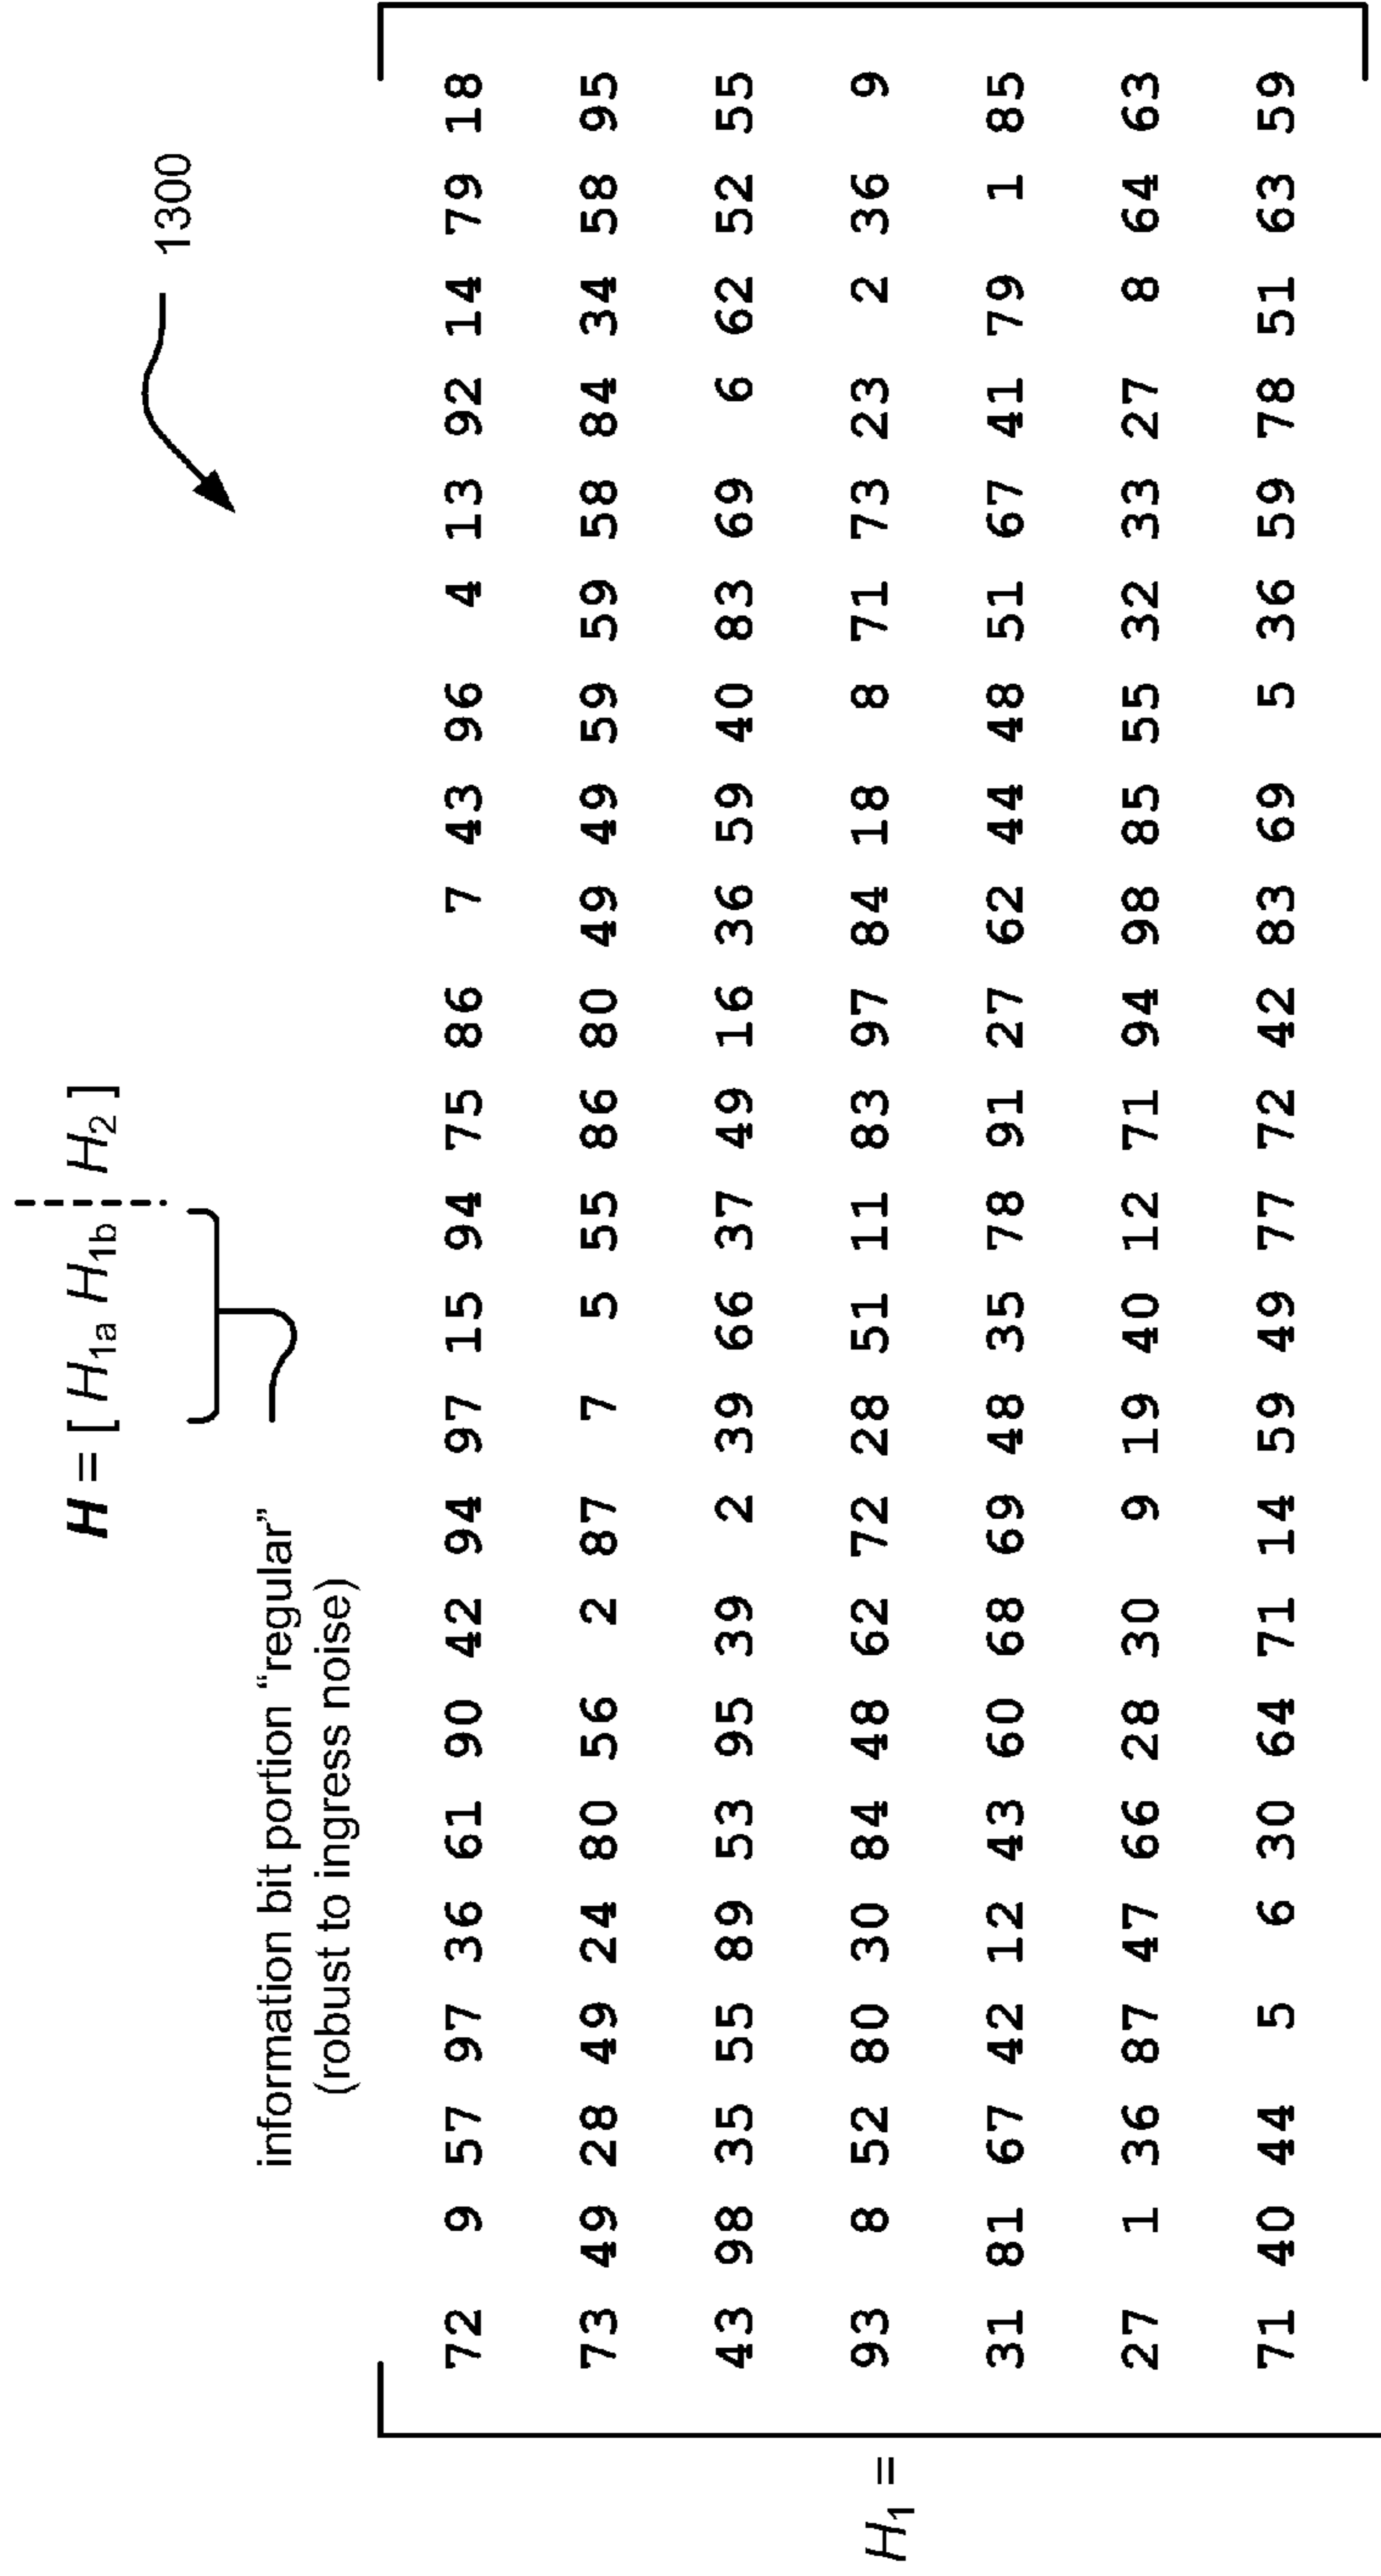 H = [ H1a H1b H2 ]
1300
information bit portion “regular”
(robust to ingress noise)
72 9 57 97 36 61 90 42 94 97 15 94 75 86 7 43 96 4 13 92 14 79 18
73 49 28 49 24 80 56 2 87 7 5 55 86 80 49 49 59 59 58 84 34 58 95
43 98 35 55 89 53 95 39 2 39 66 37 49 16 36 59 40 83 69 6 62 52 55
H1 = 93 8 52 80 30 84 48 62 72 28 51 11 83 97 84 18 8 71 73 23 2 36 9
31 81 67 42 12 43 60 68 69 48 35 78 91 27 62 44 48 51 67 41 79 1 85
27 1 36 87 47 66 28 30 9 19 40 12 71 94 98 85 55 32 33 27 8 64 63
71 40 44 5 6 30 64 71 14 59 49 77 72 42 83 69 5 36 59 78 51 63 59